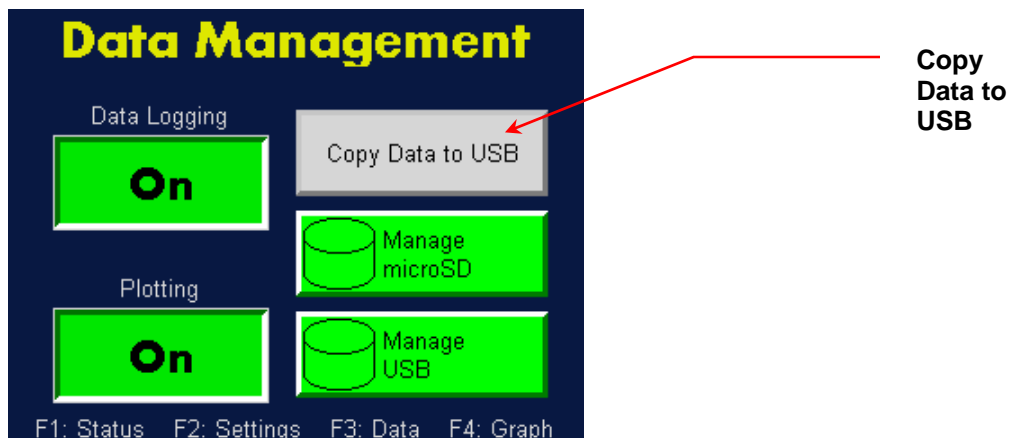 Data Management
Data Logging
On
Copy Data to USB
Manage
microSD
Plotting
On
Manage
USB
F1: Status F2: Settings F3: Data F4: Graph
Copy
Data to
USB